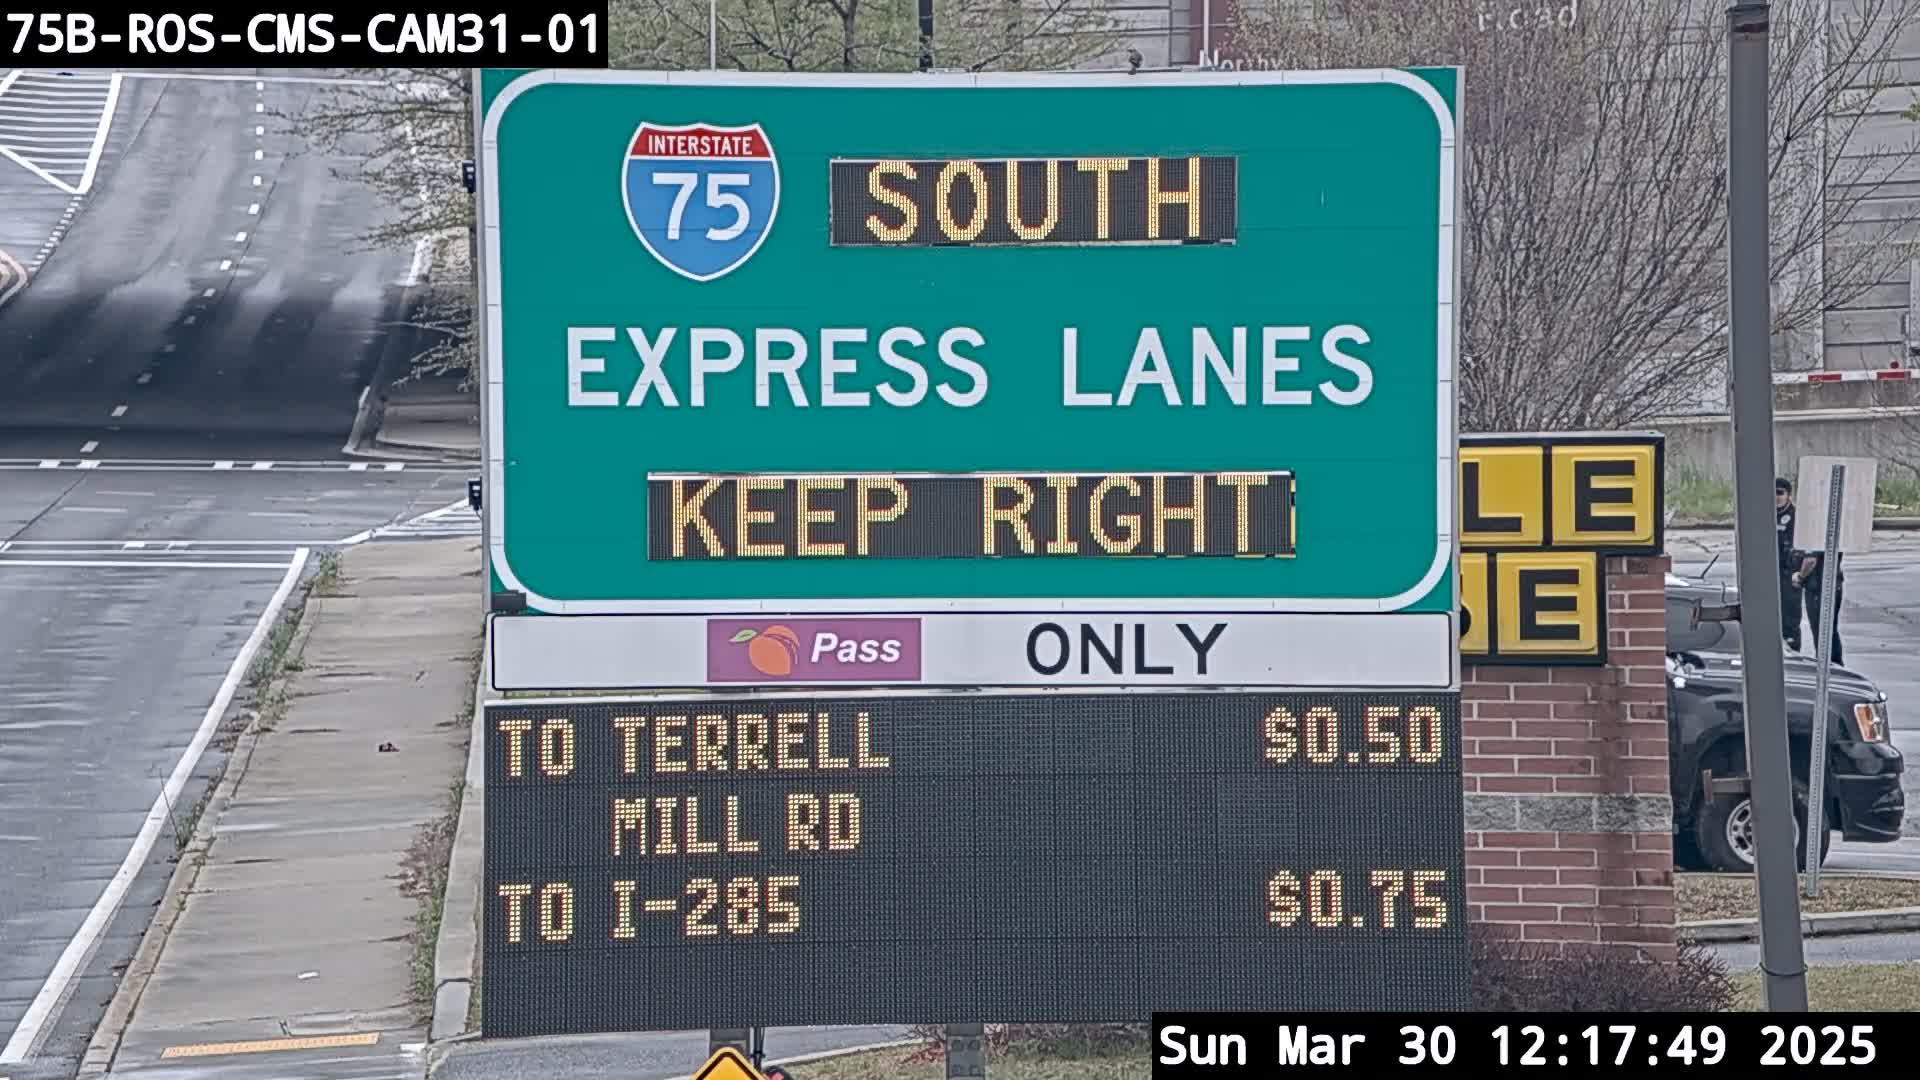 75B-ROS-CMS-CAM31-01
road
INTERSTATE
75
SOUTH
EXPRESS LANES
KEEP RIGHT
LE
E
Pass ONLY
TO TERRELL $0.50
MILL RD
TO I-285 $0.75
Sun Mar 30 12:17:49 2025